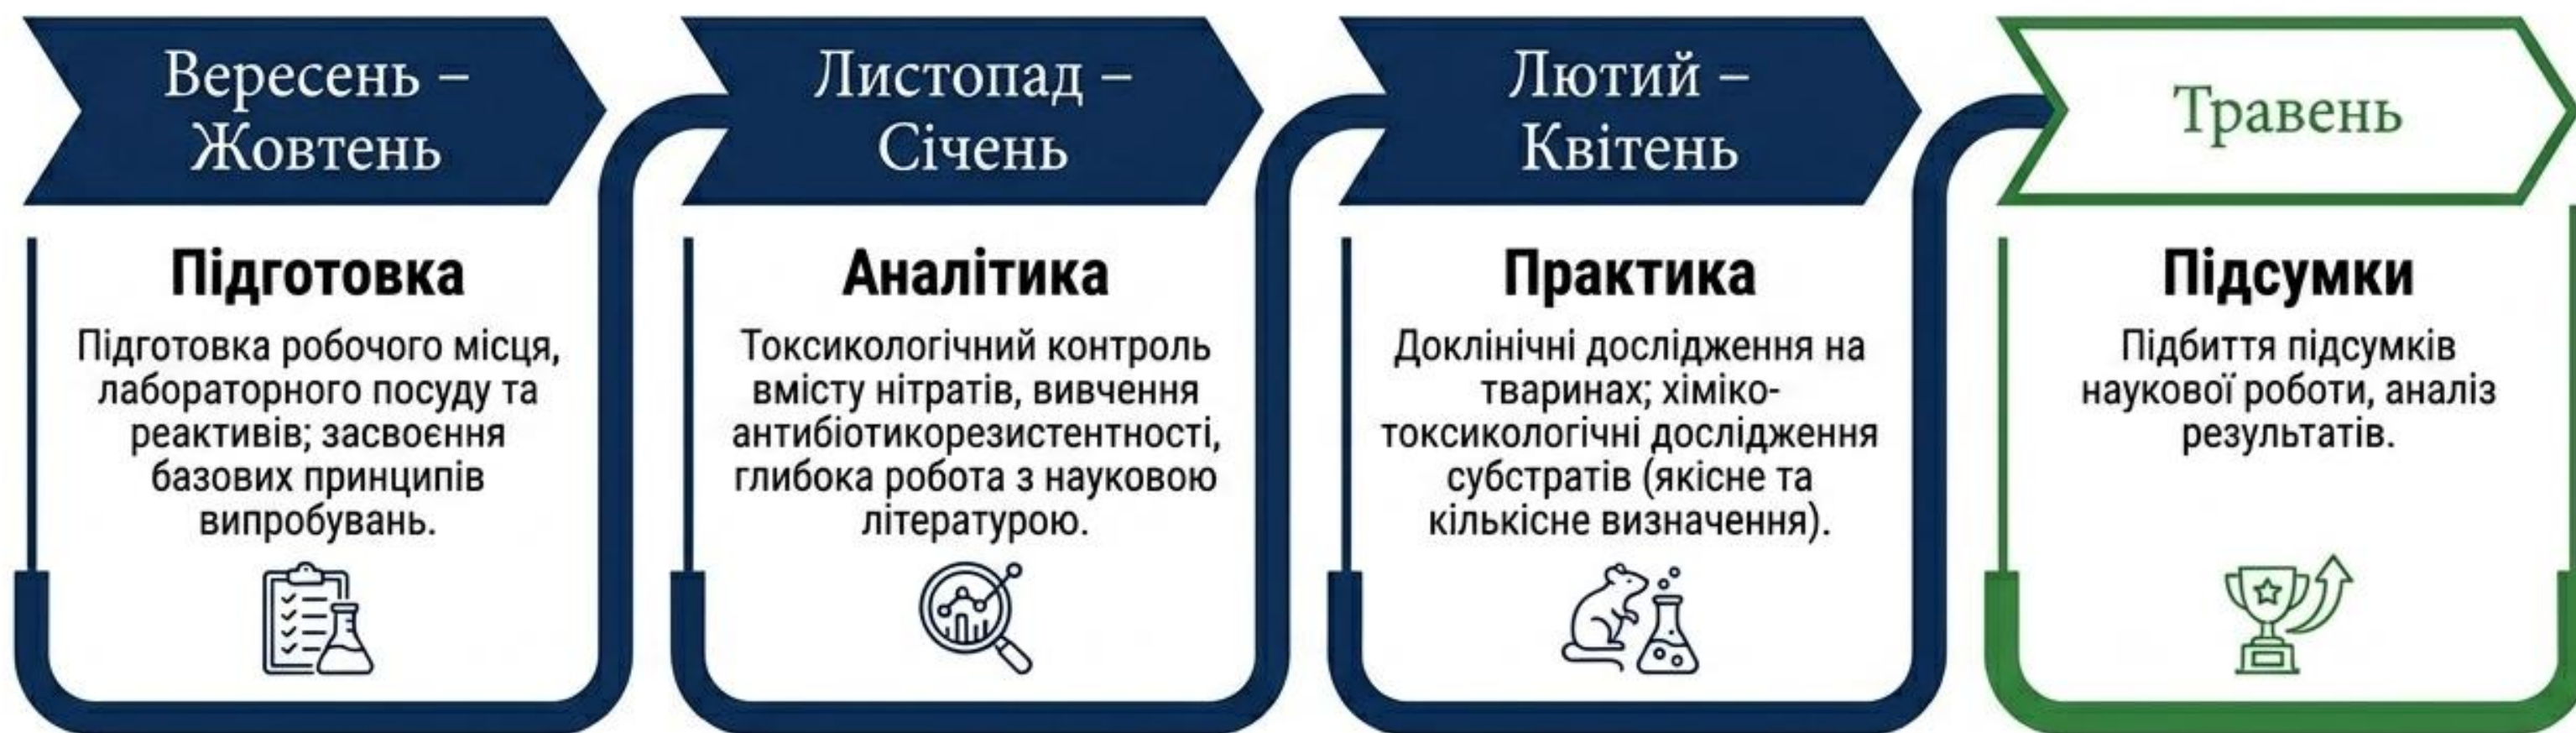 Вересень –
Жовтень
Підготовка
Підготовка робочого місця,
лабораторного посуду та
реактивів; засвоєння
базових принципів
випробувань.
Листопад –
Січень
Аналітика
Токсикологічний контроль
вмісту нітратів, вивчення
антибіотикорезистентності,
глибока робота з науковою
літературою.
Лютий –
Квітень
Практика
Доклінічні дослідження на
тваринах; хіміко-
токсикологічні дослідження
субстратів (якісне та
кількісне визначення).
Травень
Підсумки
Підбиття підсумків
наукової роботи, аналіз
результатів.